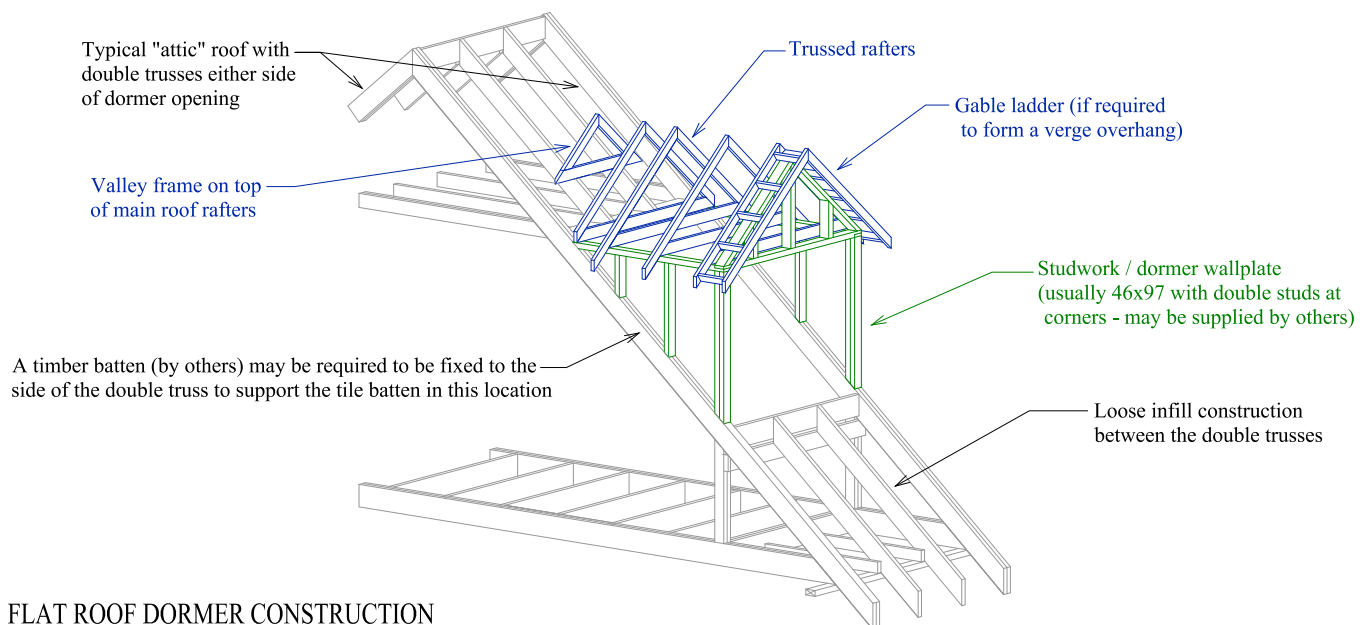 Typical "attic" roof with
double trusses either side
of dormer opening
Trussed rafters
Gable ladder (if required
to form a verge overhang)
Valley frame on top
of main roof rafters
Studwork / dormer wallplate
(usually 46x97 with double studs at
corners - may be supplied by others)
A timber batten (by others) may be required to be fixed to the
side of the double truss to support the tile batten in this location
Loose infill construction
between the double trusses
FLAT ROOF DORMER CONSTRUCTION